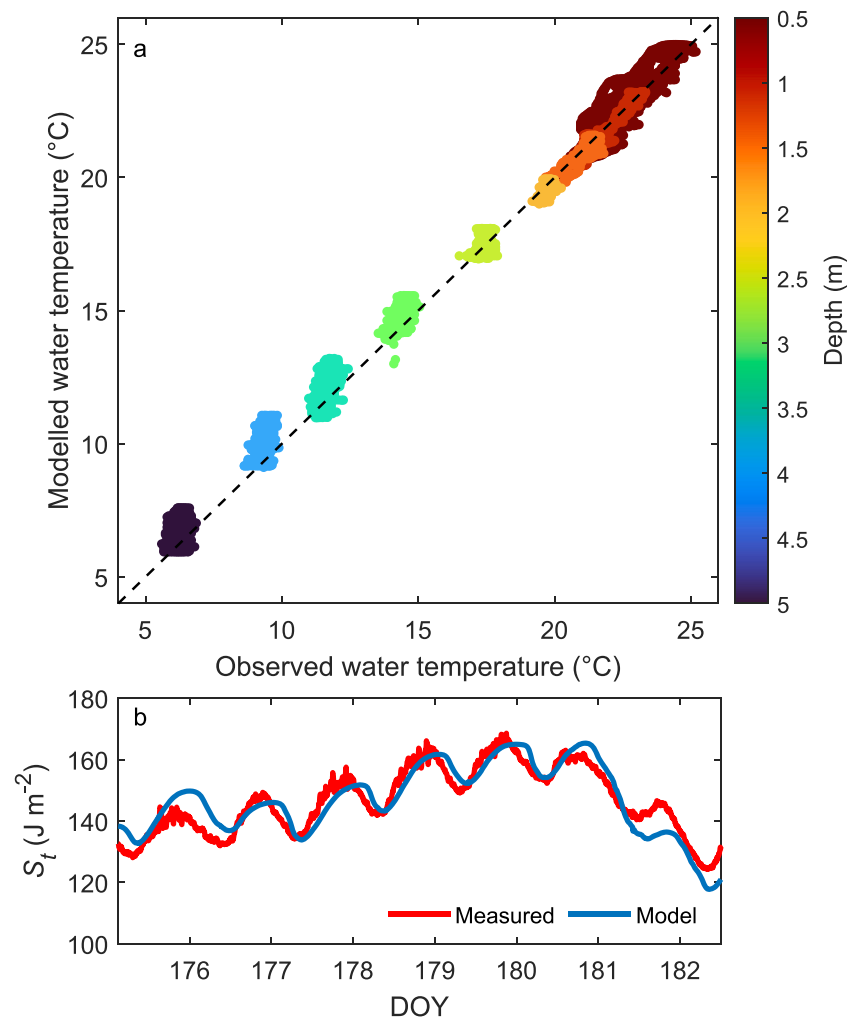 a
Modelled water temperature (°C)
25
20
15
10
5
5 10 15 20 25
Observed water temperature (°C)
0.5
1
1.5
2
2.5
3
3.5
4
4.5
5
Depth (m)
b
S_t (J m⁻²)
180
160
140
120
100
Measured Model
176 177 178 179 180 181 182
DOY